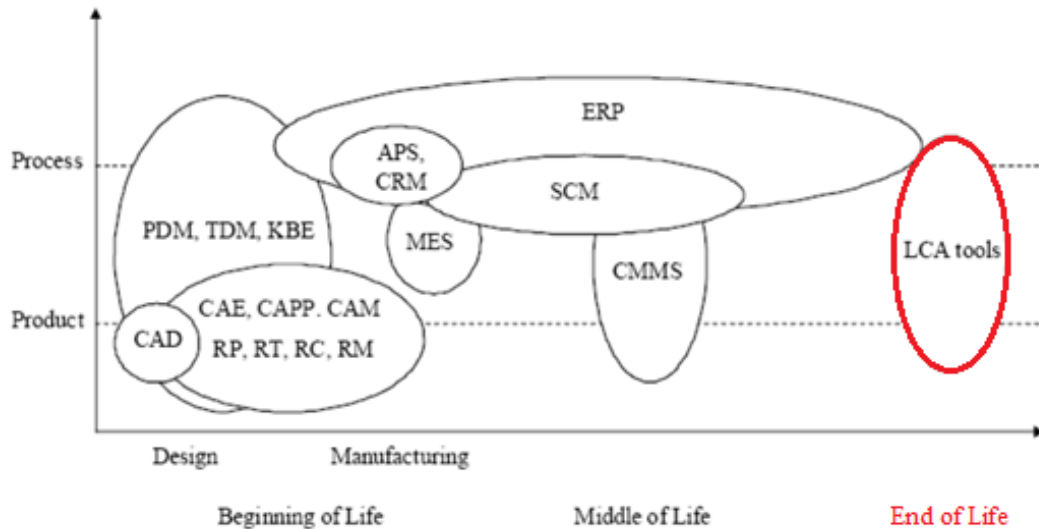 ERP
Process
APS,
CRM
SCM
PDM, TDM, KBE
MES
LCA tools
CMMS
Product
CAE, CAPP. CAM
CAD
RP, RT, RC, RM
Design
Manufacturing
Beginning of Life
Middle of Life
End of Life